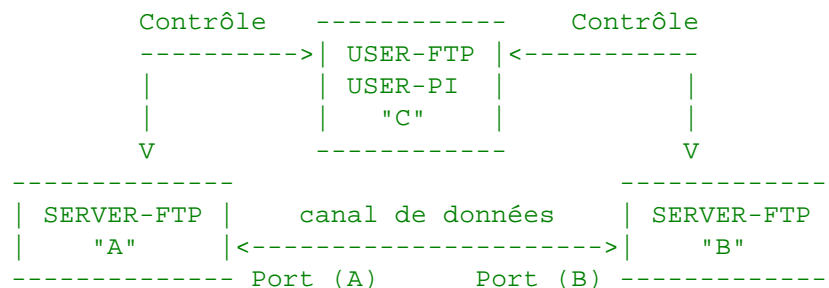 Contrôle ------------ Contrôle
---------->| USER-FTP |<-----------
| | USER-PI | |
| | "C" | |
V ------------ V
-------------- -------------
| SERVER-FTP | canal de données | SERVER-FTP
| "A" |<---------------------->| "B"
-------------- Port (A) Port (B) -------------